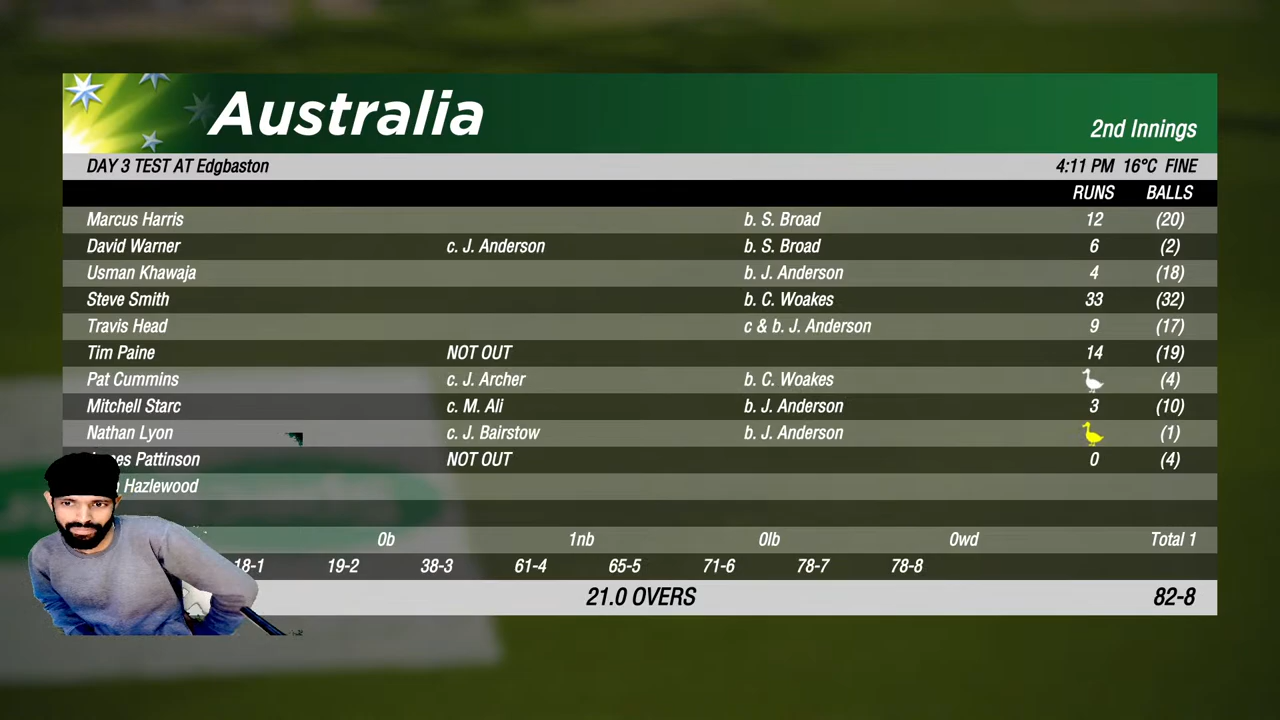 Australia
2nd Innings
DAY 3 TEST AT Edgbaston 4:11 PM 16°C FINE
RUNS BALLS
Marcus Harris b. S. Broad 12 (20)
David Warner c. J. Anderson b. S. Broad 6 (2)
Usman Khawaja b. J. Anderson 4 (18)
Steve Smith b. C. Woakes 33 (32)
Travis Head c & b. J. Anderson 9 (17)
Tim Paine NOT OUT 14 (19)
Pat Cummins c. J. Archer b. C. Woakes (4)
Mitchell Starc c. M. Ali b. J. Anderson 3 (10)
Nathan Lyon c. J. Bairstow b. J. Anderson (1)
Pattinson NOT OUT 0 (4)
Hazlewood
0b 1nb 0lb 0wd Total 1
18-1 19-2 38-3 61-4 65-5 71-6 78-7 78-8
21.0 OVERS 82-8